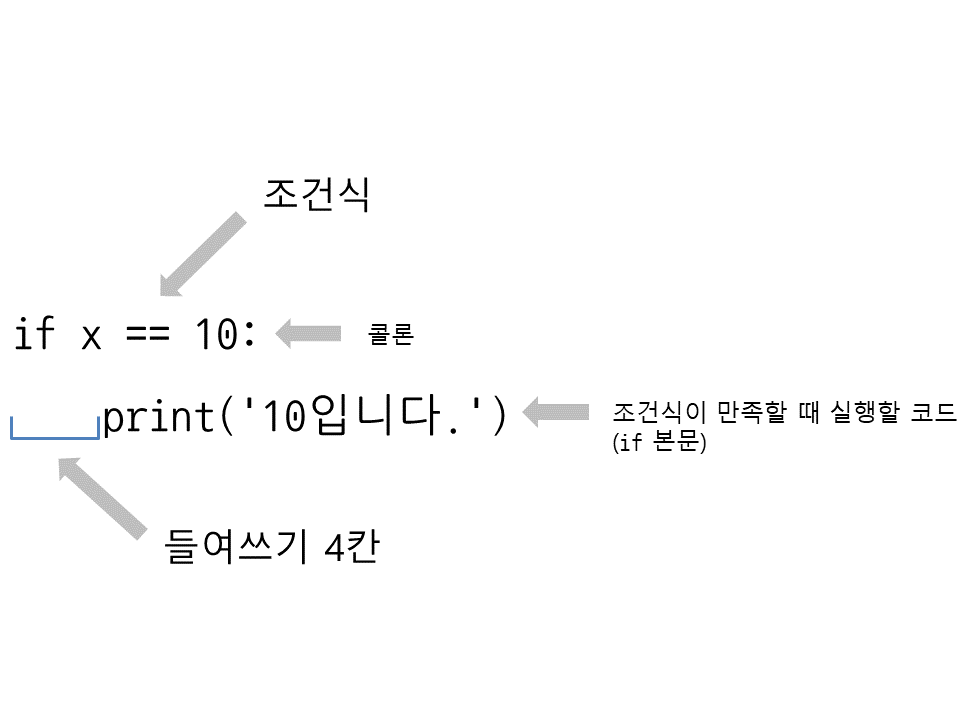 조건식
if x == 10:
콜론
print('10입니다.')
조건식이 만족할 때 실행할 코드
(if 본문)
들여쓰기 4칸